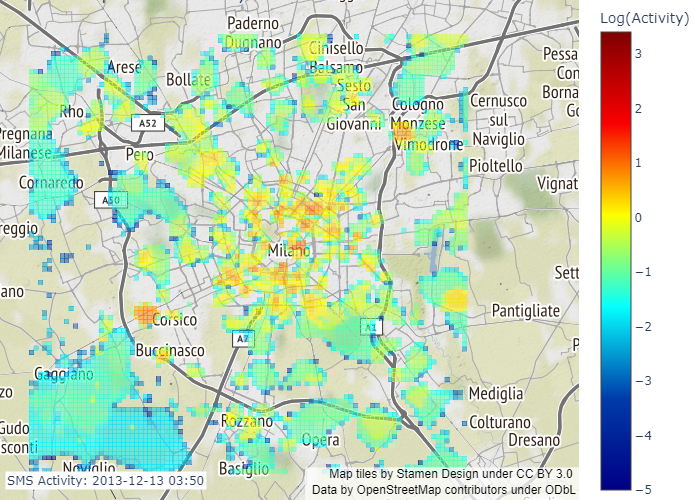 Log(Activity)
Paderno
Dugnano
Cinisello
Balsamo
Arese
Bollate
Sesto
San
Giovanni
Cologno
Monzese
Cernusco
sul
Naviglio
Pessa
Con
Borna
Go
Rho
A52
Pregnana
Milanese
Pero
Vimodrone
Pioltello
Cornaredo
A50
Vignat
reggio
Milano
Sett
ano
Pantigliate
Corsico
A1
A7
Buccinasco
P
Gaggiano
zo
Mediglia
Rozzano
Colturano
Gudo
sconti
Opera
Dresano
Noviglio
Basiglio
SMS Activity: 2013-12-13 03:50
Map tiles by Stamen Design under CC BY 3.0
Data by OpenStreetMap contributors under ODbL
3
2
1
0
−1
−2
−3
−4
−5